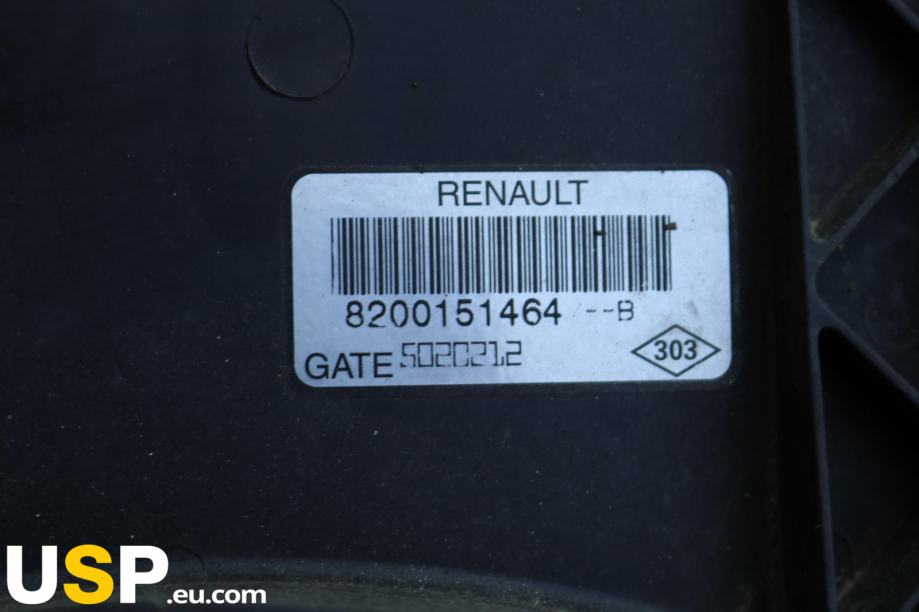 RENAULT
8200151464 --B
GATE 5020212
303
USP.eu.com